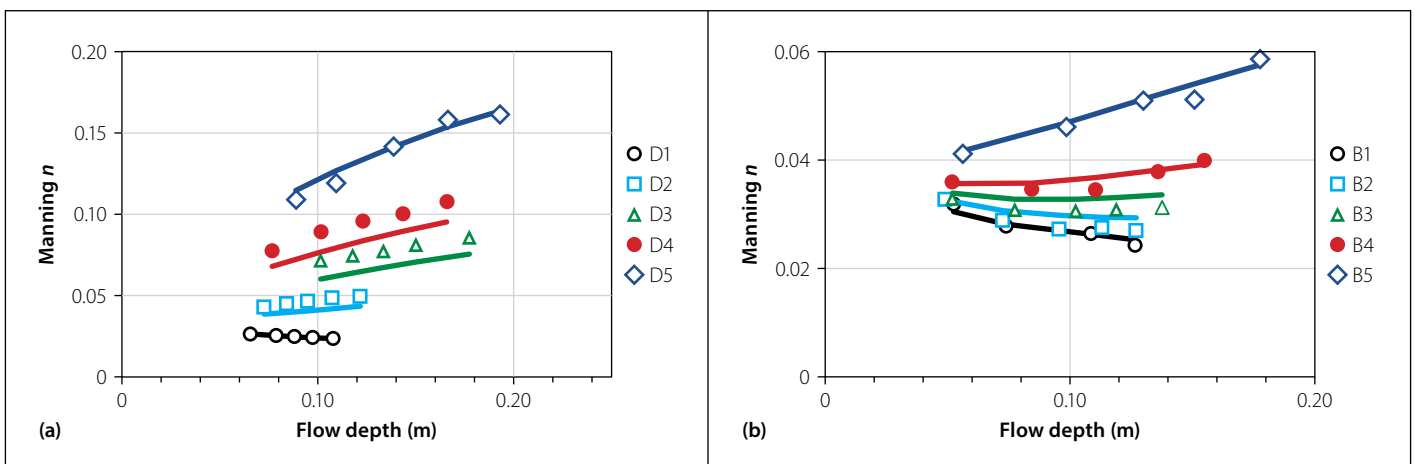 0.20
0.15
0.10
0.05
0
Manning n
0
0.10
0.20
Flow depth (m)
(a)
D1
D2
D3
D4
D5
0.06
0.04
0.02
0
Manning n
0
0.10
0.20
Flow depth (m)
(b)
B1
B2
B3
B4
B5